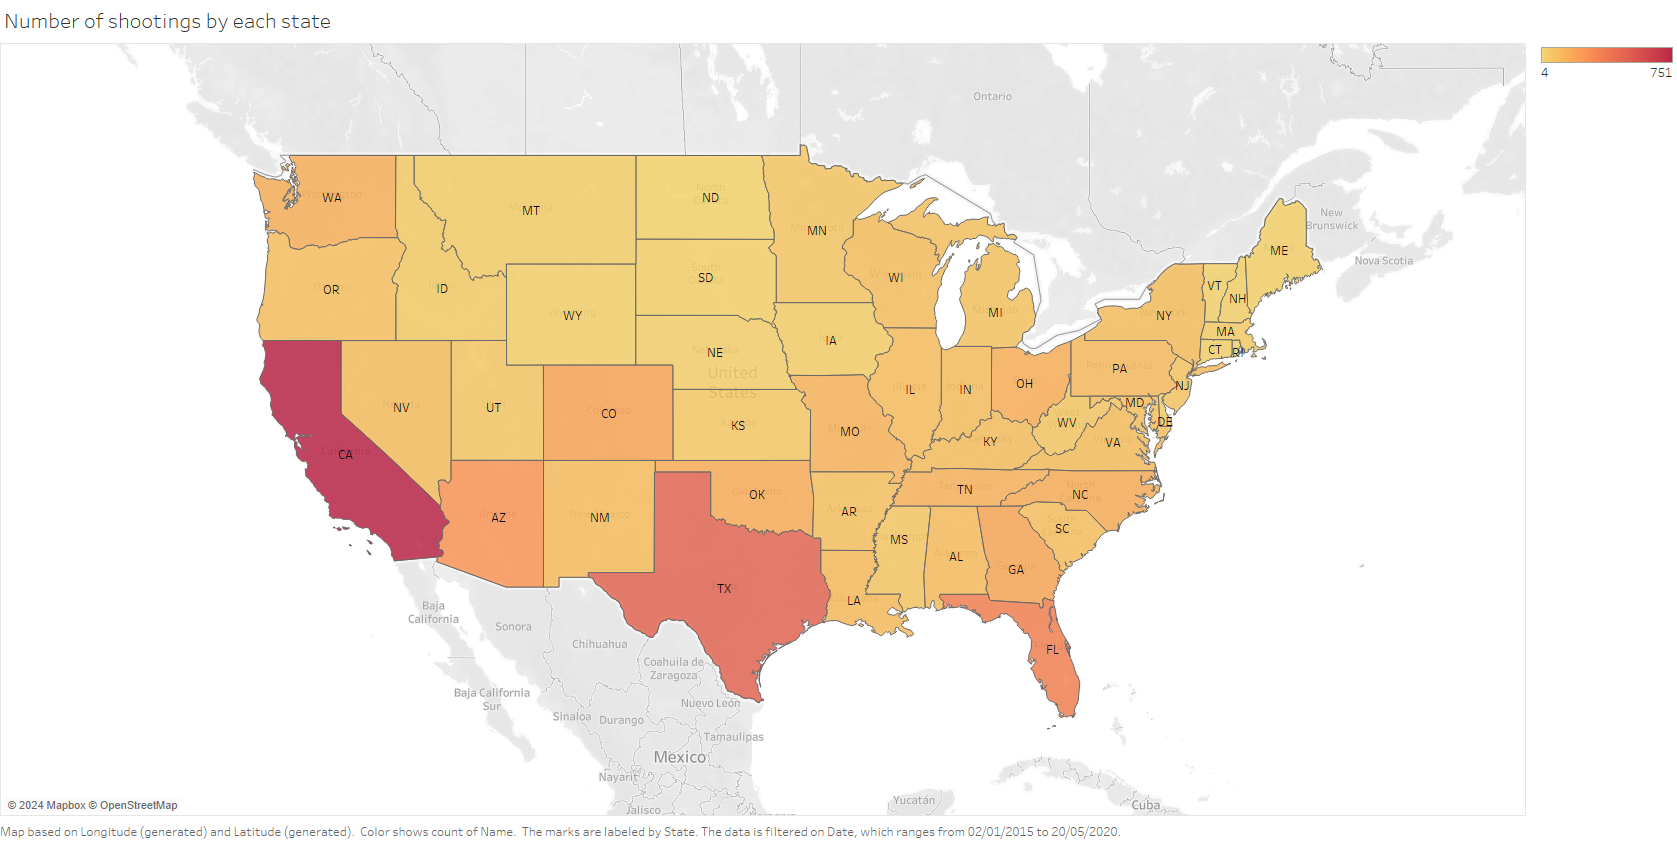 Number of shootings by each state
4 751
Ontario
New
Brunswick
Nova Scotia
WA
MT
ND
MN
ME
OR
ID
SD
WI
VT
NH
WY
MI
NY
MA
IA
NE
CT
RI
United
States
PA
OH
NJ
NV
UT
CO
KS
MO
IL
IN
MD
DE
WV
VA
KY
CA
OK
TN
NC
AZ
NM
AR
SC
MS
AL
GA
TX
LA
FL
Baja
California
Sonora
Chihuahua
Coahuila de
Zaragoza
Baja California
Sur
Nuevo León
Sinaloa
Durango
Tamaulipas
Mexico
Nayarit
Jalisco
Yucatán
Cuba
© 2024 Mapbox © OpenStreetMap
Map based on Longitude (generated) and Latitude (generated). Color shows count of Name. The marks are labeled by State. The data is filtered on Date, which ranges from 02/01/2015 to 20/05/2020.